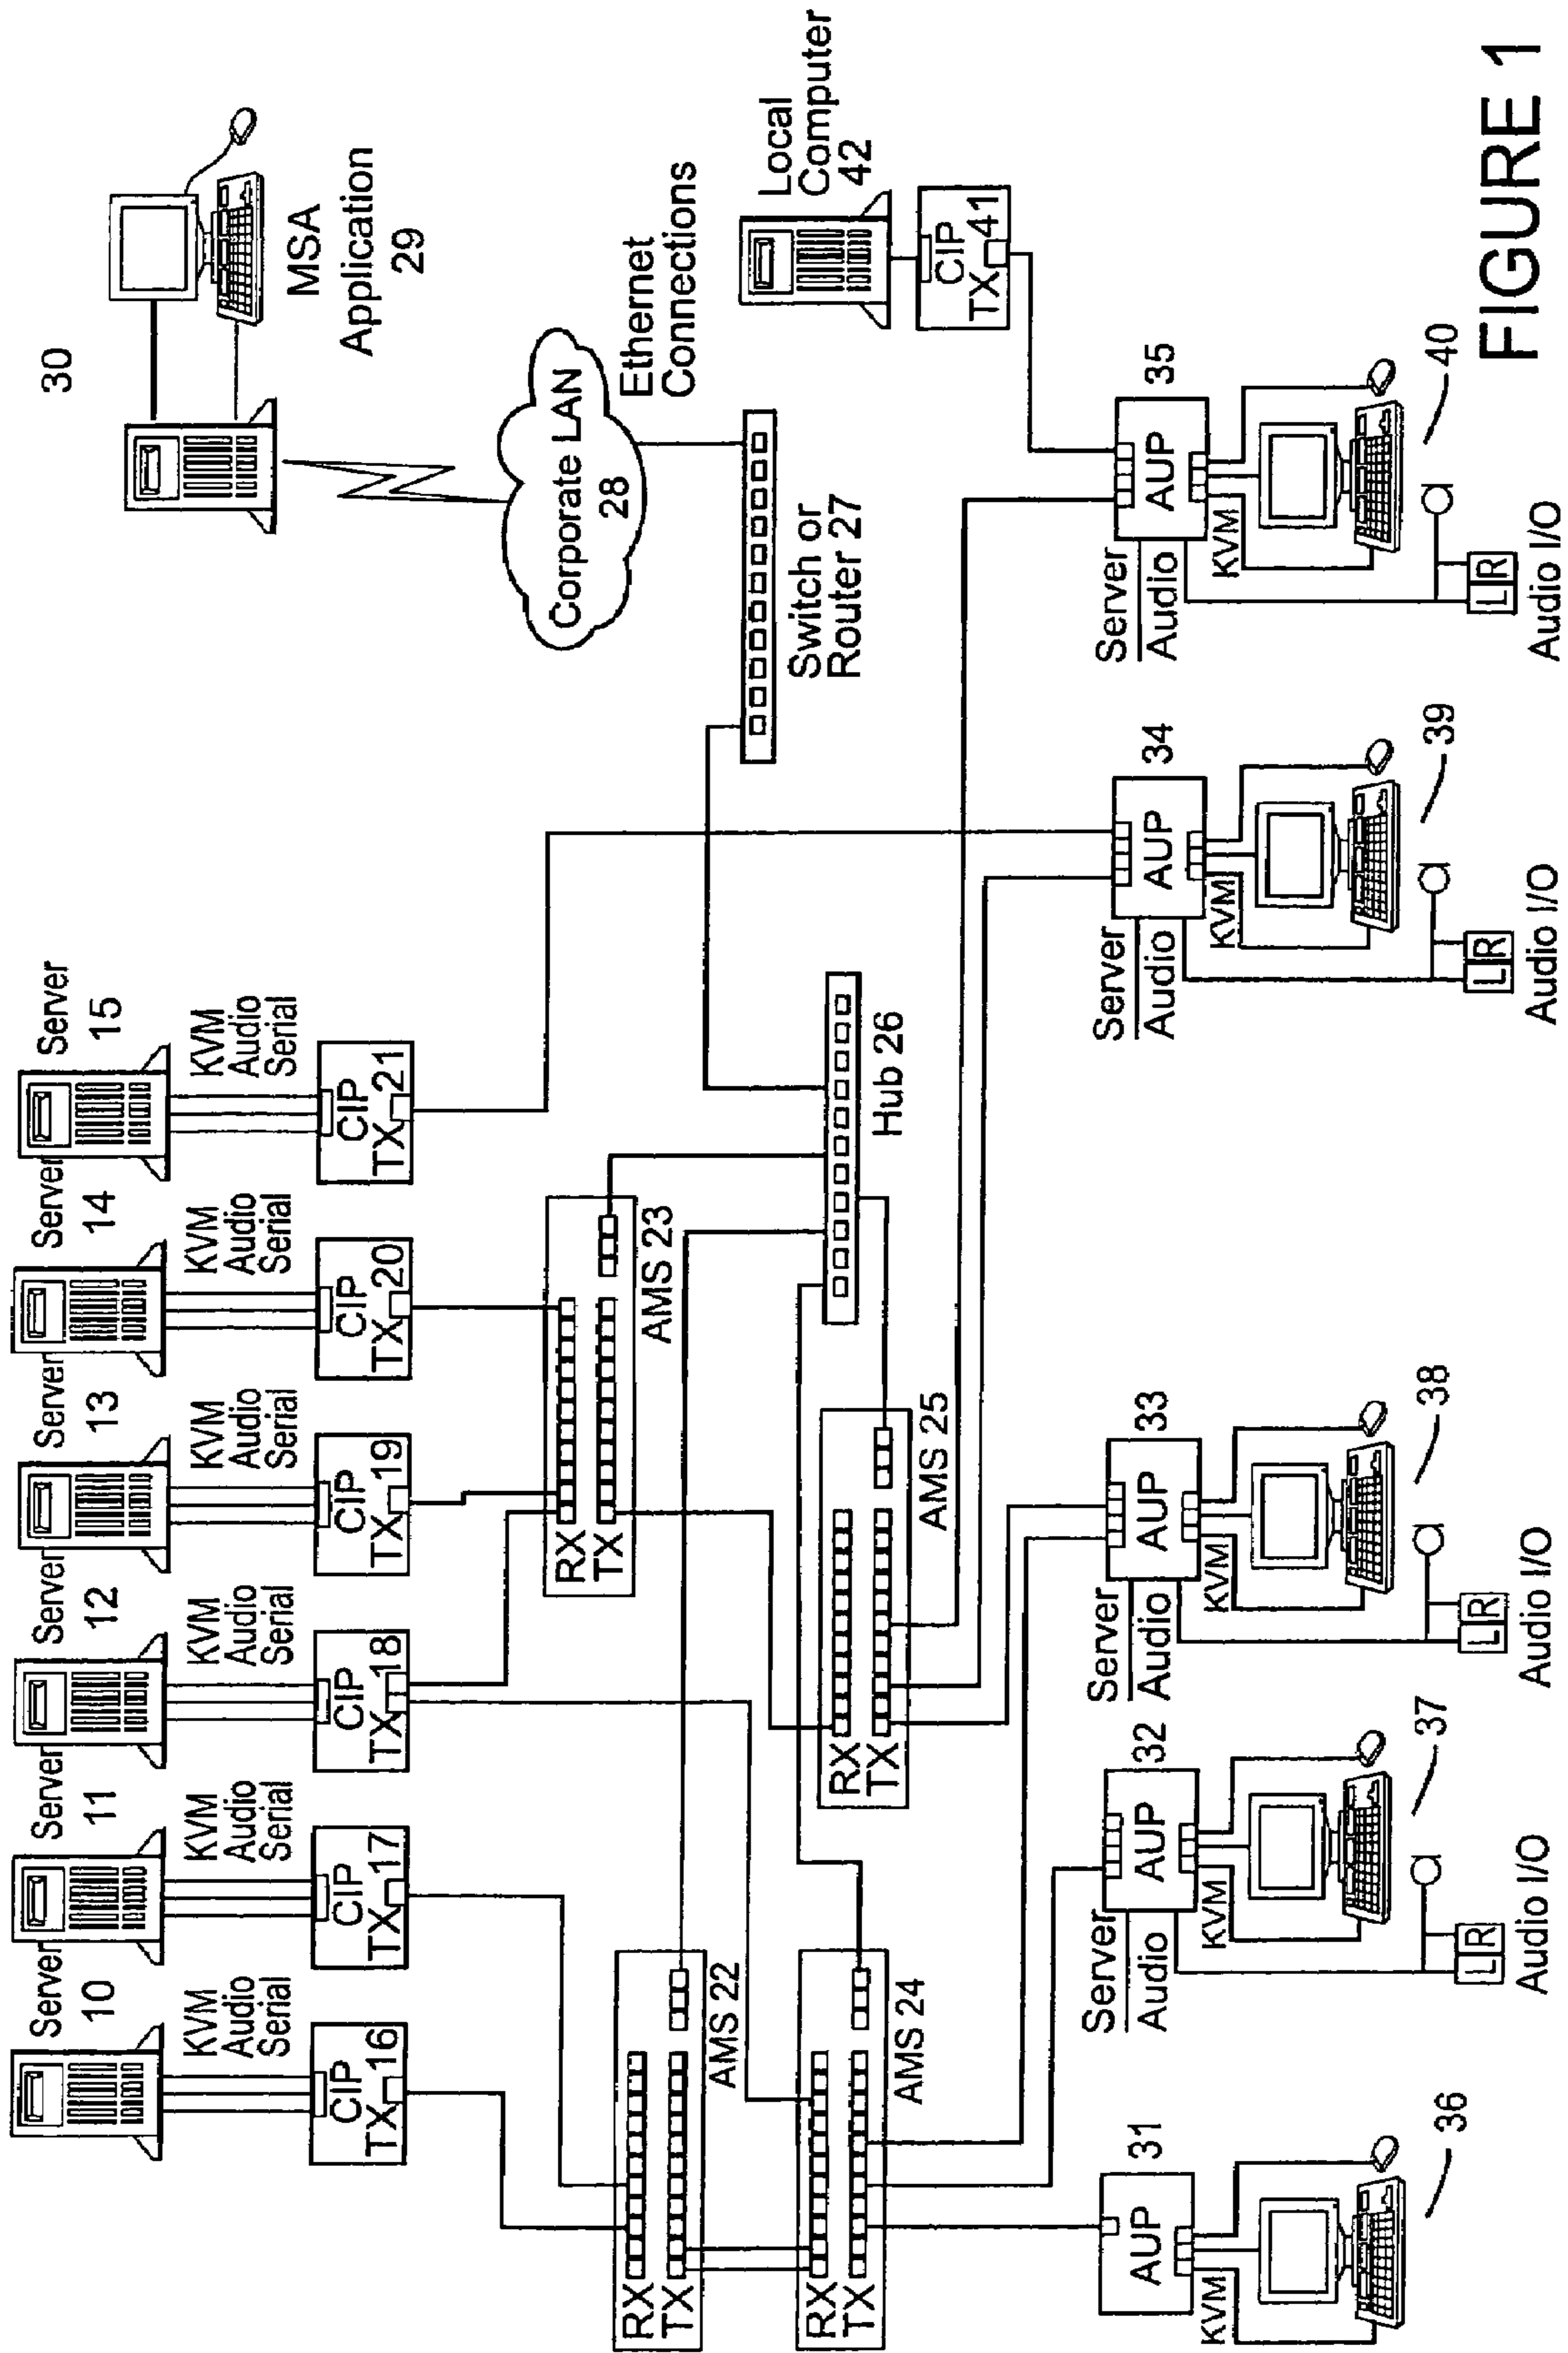 Server
10
Server
11
Server
12
Server
13
Server
14
Server
15
KVM
Audio
Serial
KVM
Audio
Serial
KVM
Audio
Serial
KVM
Audio
Serial
KVM
Audio
Serial
KVM
Audio
Serial
CIP
TX 16
CIP
TX 17
CIP
TX 18
CIP
TX 19
CIP
TX 20
CIP
TX 21
30
MSA
Application
29
Corporate LAN
28
Ethernet
Connections
Switch or
Router 27
Local
Computer
42
CIP
TX 41
RX
TX
AMS 22
RX
TX
AMS 23
RX
TX
AMS 24
RX
TX
AMS 25
Hub 26
AUP
31
KVM
36
Server
Audio
AUP
32
KVM
37
L R
Audio I/O
Server
Audio
AUP
33
KVM
38
L R
Audio I/O
Server
Audio
AUP
34
KVM
39
L R
Audio I/O
Server
Audio
AUP
35
KVM
40
L R
Audio I/O
FIGURE 1